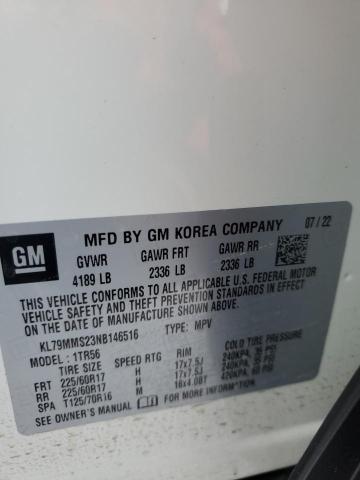 GM
MFD BY GM KOREA COMPANY 07/22
GVWR GAWR FRT GAWR RR
4189 LB 2336 LB 2336 LB
THIS VEHICLE CONFORMS TO ALL APPLICABLE U.S. FEDERAL MOTOR
VEHICLE SAFETY AND THEFT PREVENTION STANDARDS IN EFFECT ON
THE DATE OF MANUFACTURE SHOWN ABOVE.
KL79MMS23NB146516 TYPE: MPV
MODEL: 1TR56
TIRE SIZE SPEED RTG RIM COLD TIRE PRESSURE
FRT 225/60R17 H 17x7.5J 240KPA, 35 PSI
RR 225/60R17 H 17x7.5J 240KPA, 35 PSI
SPA T125/70R16 M 16x4.0BT 420KPA, 60 PSI
SEE OWNER'S MANUAL FOR ADDITIONAL INFORMATION.